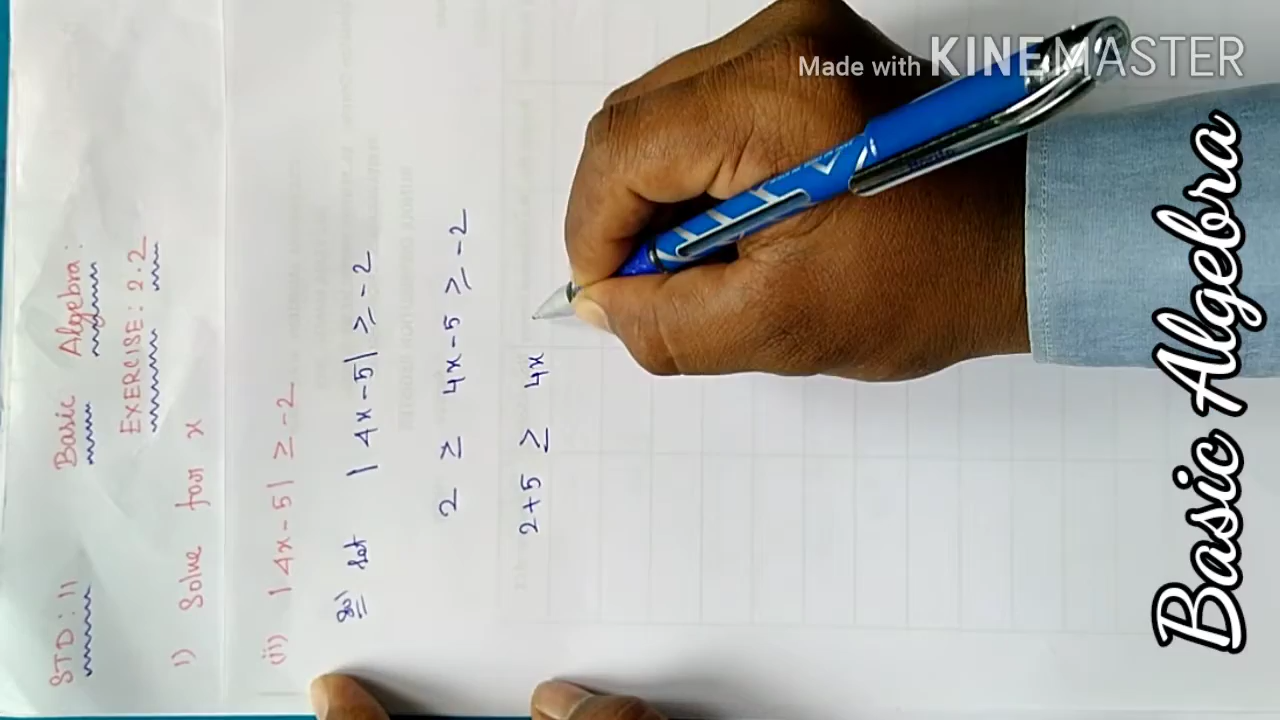 STD: 11 Basic Algebra:
EXERCISE: 2.2
1) Solve for x
(ii) |4x-5| ≥ -2
Sol Let |4x-5| ≥ -2
2 ≥ 4x-5 ≥ -2
2+5 ≥ 4x
Made with KINEMASTER
Basic Algebra